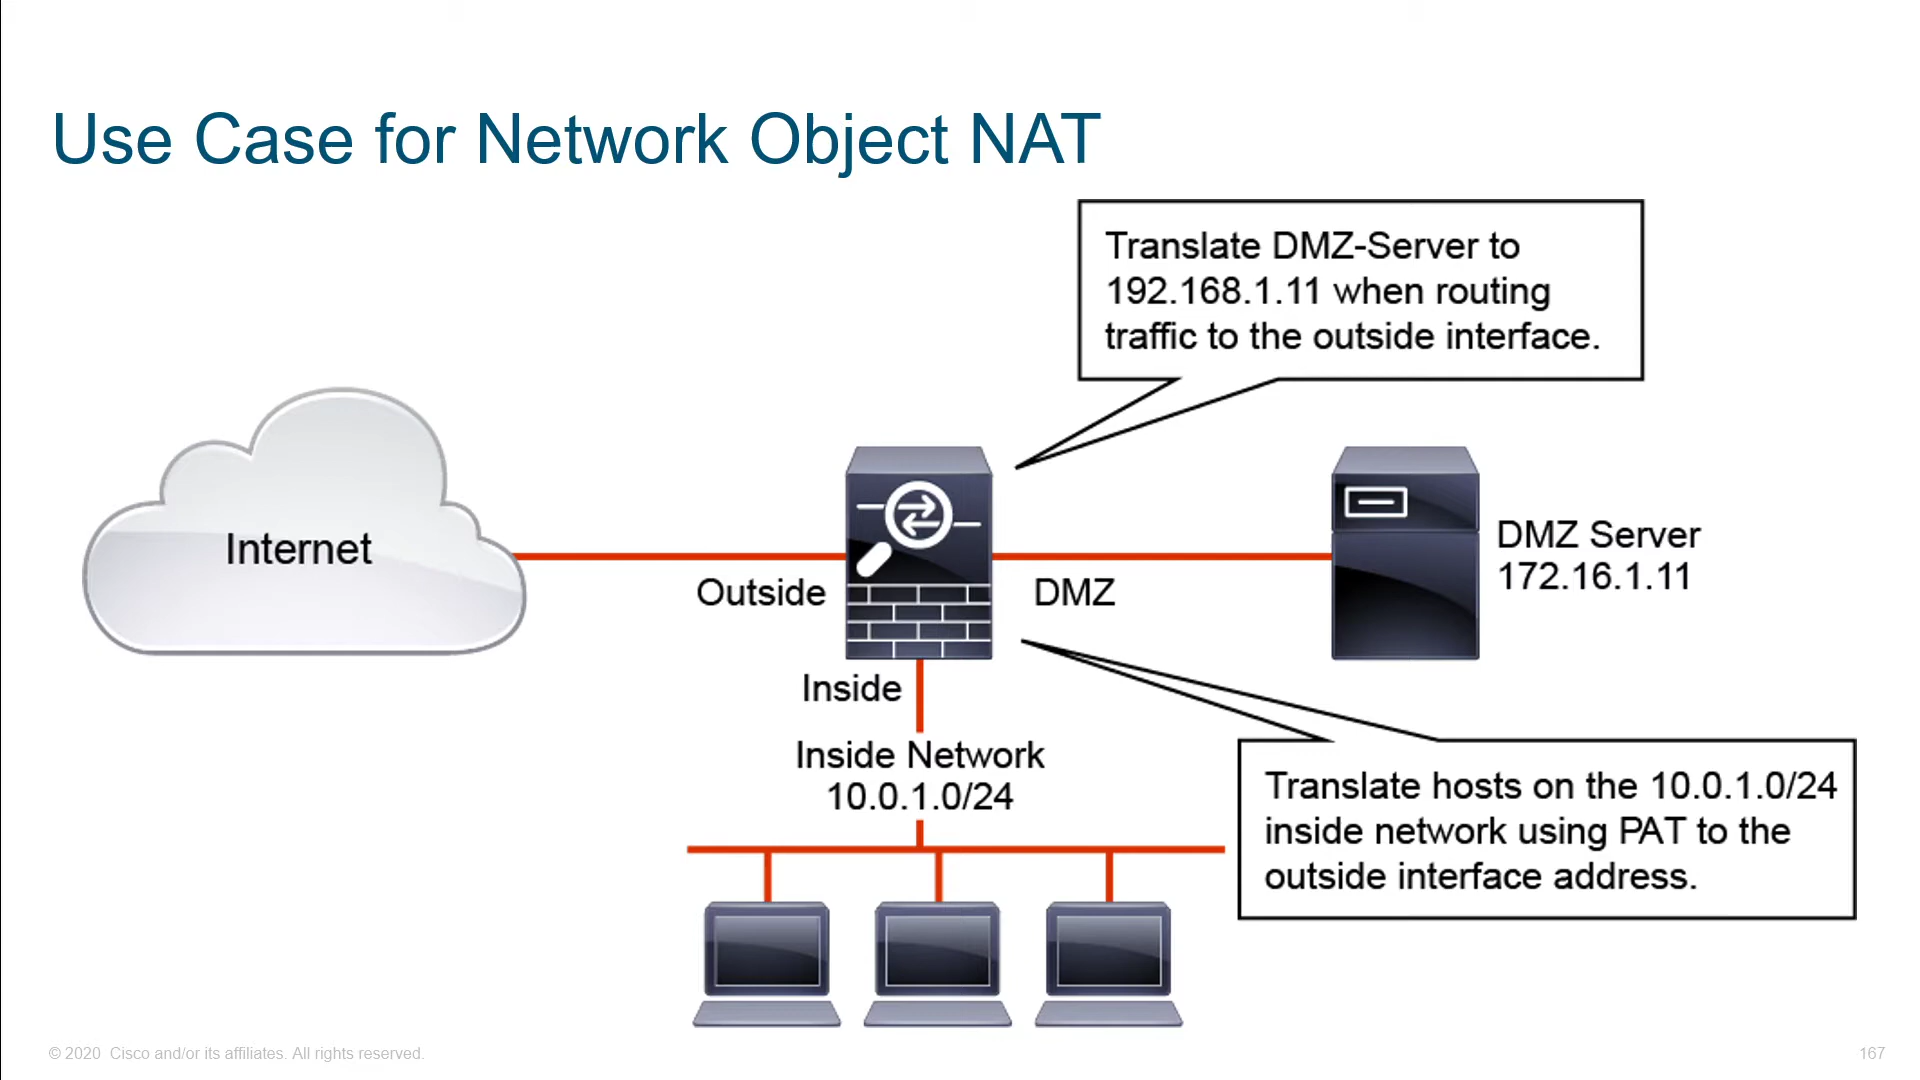 Use Case for Network Object NAT
Translate DMZ-Server to
192.168.1.11 when routing
traffic to the outside interface.
Internet
Outside
DMZ
DMZ Server
172.16.1.11
Inside
Inside Network
10.0.1.0/24
Translate hosts on the 10.0.1.0/24
inside network using PAT to the
outside interface address.
© 2020 Cisco and/or its affiliates. All rights reserved.
167